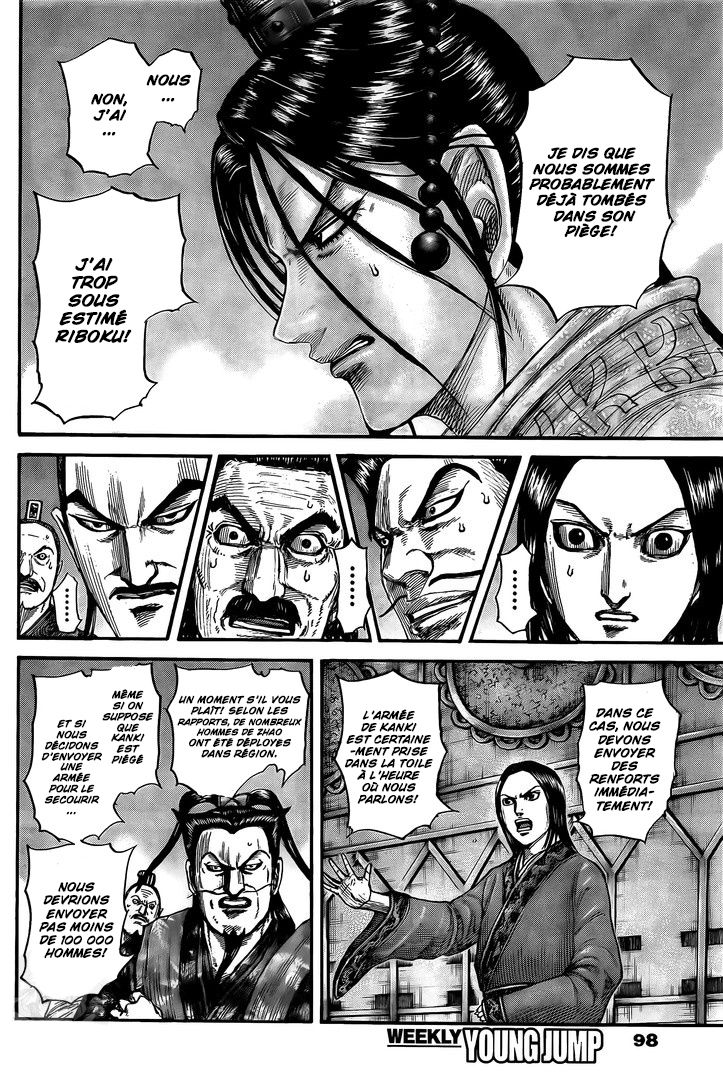 JE DIS QUE
NOUS SOMMES
PROBABLEMENT
DÉJÀ TOMBÉS
DANS SON
PIÈGE!
NOUS
...
NON,
J'AI
...
J'AI
TROP
SOUS
ESTIMÉ
RIBOKU!
...
...
...
DANS CE
CAS, NOUS
DEVONS
ENVOYER
DES
RENFORTS
IMMÉDIA-
TEMENT!
L'ARMÉE
DE KANKI
EST CERTAINE
-MENT PRISE
DANS LA TOILE
À L'HEURE
OÙ NOUS
PARLONS!
UN MOMENT S'IL VOUS
PLAÎT! SELON LES
RAPPORTS, DE NOMBREUX
HOMMES DE ZHAO
ONT ÉTÉ DÉPLOYES
DANS RÉGION.
MÊME
SI ON
SUPPOSE
QUE
KANKI
EST
PIÉGÉ
ET SI
NOUS
DÉCIDONS
D'ENVOYER
UNE
ARMÉE
POUR LE
SECOURIR
...
NOUS
DEVRIONS
ENVOYER
PAS MOINS
DE 100 000
HOMMES!
WEEKLY YOUNG JUMP 98